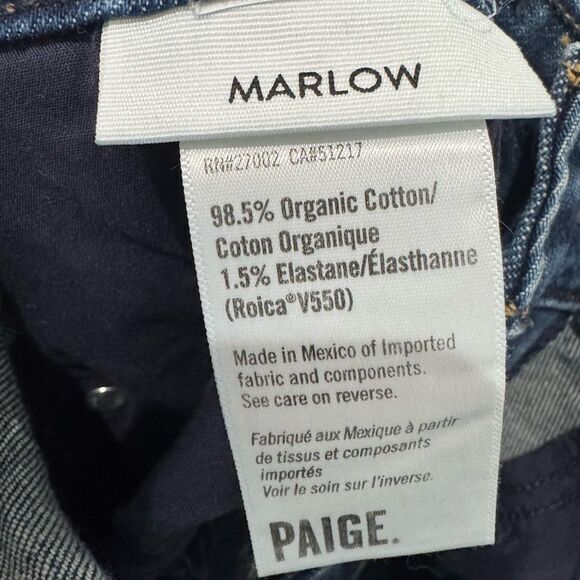 MARLOW
RN#27002 CA#51217
98.5% Organic Cotton/
Coton Organique
1.5% Elastane/Élasthanne
(Roica®V550)
Made in Mexico of Imported
fabric and components.
See care on reverse.
Fabriqué aux Mexique à partir
de tissus et composants
importés
Voir le soin sur l'inverse.
PAIGE.